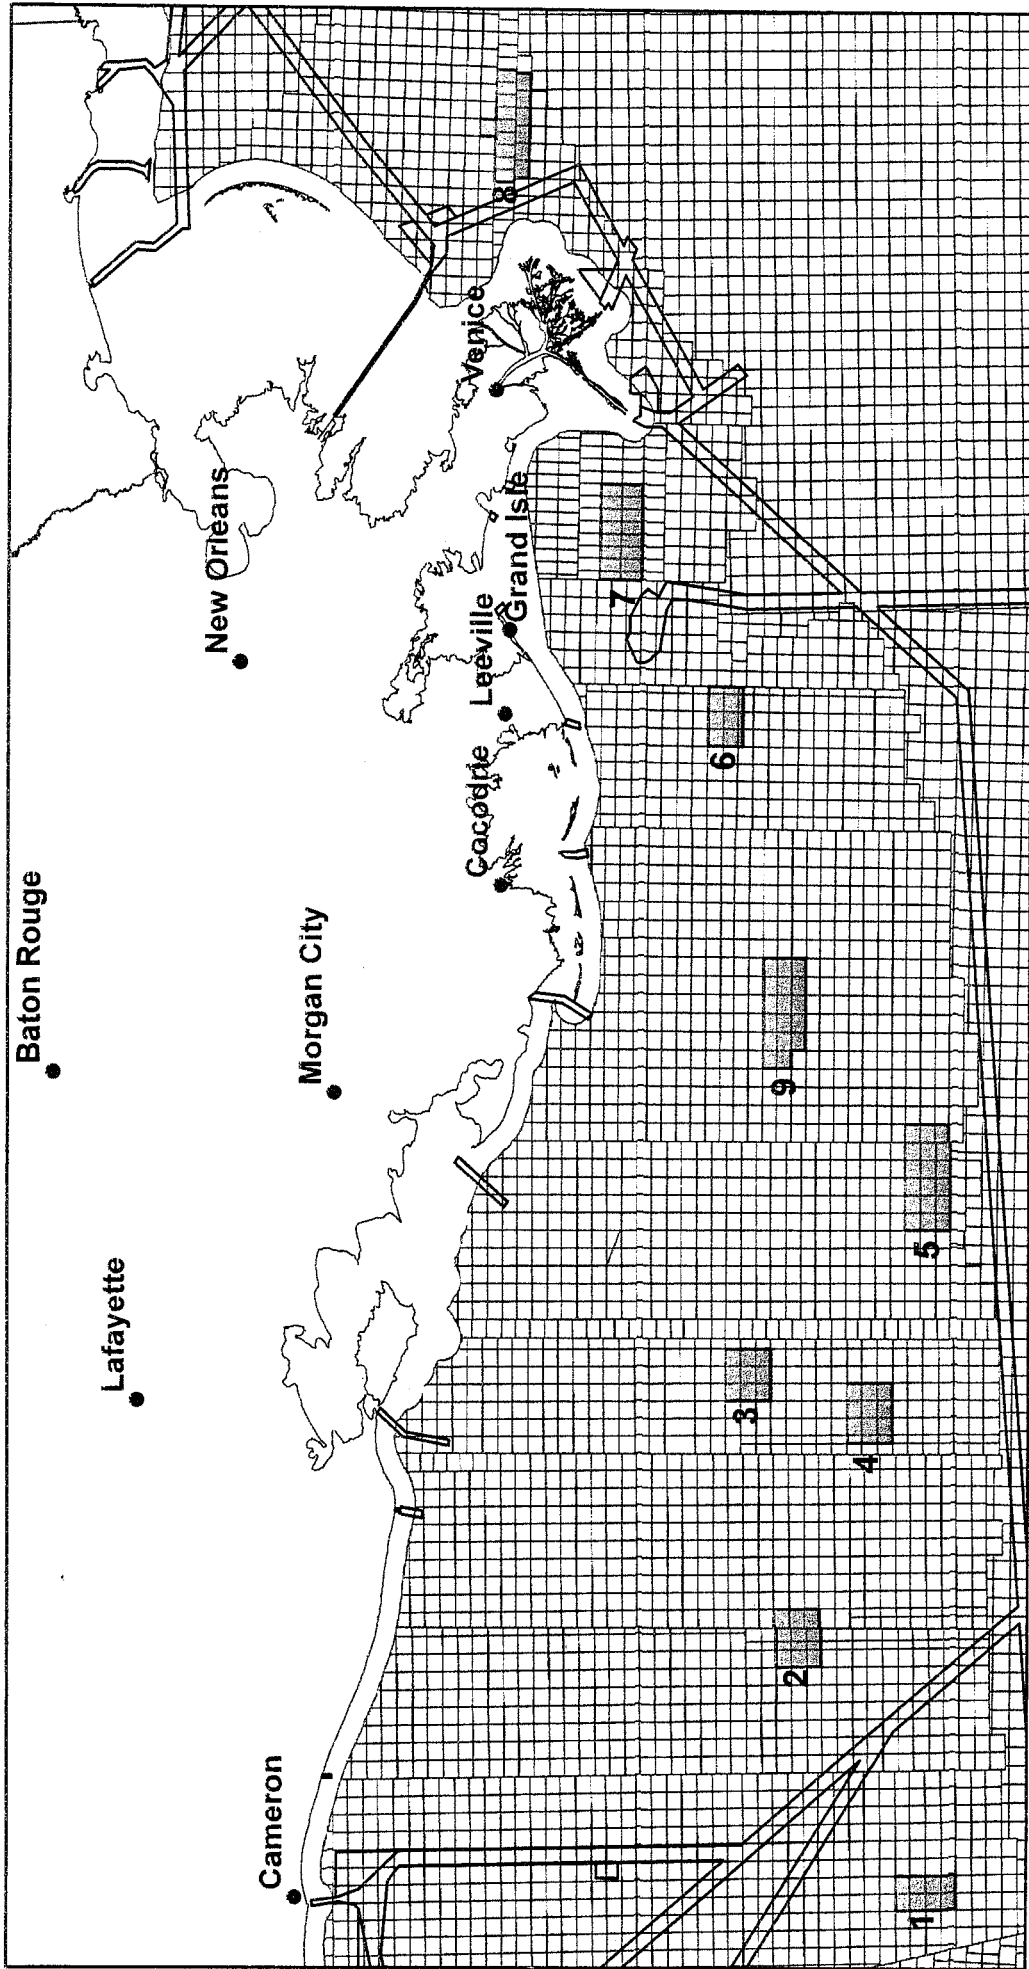 Baton Rouge
Lafayette
New Orleans
Morgan City
Cameron
Venice
Cocodrie
Leeville
Grand Isle
8
7
6
9
3
2
4
5
1